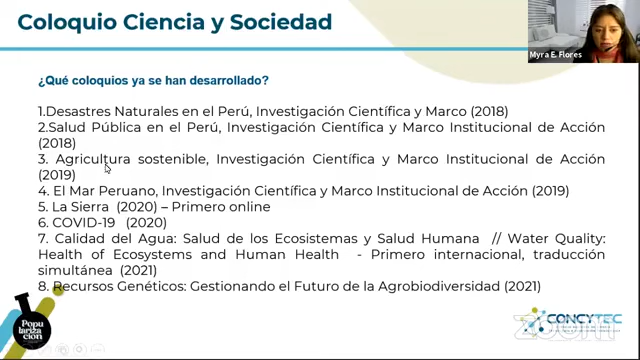 Coloquio Ciencia y Sociedad
Myra E. Flores
¿Qué coloquios ya se han desarrollado?
1.Desastres Naturales en el Perú, Investigación Científica y Marco (2018)
2.Salud Pública en el Perú, Investigación Científica y Marco Institucional de Acción
(2018)
3. Agricultura sostenible, Investigación Científica y Marco Institucional de Acción
(2019)
4. El Mar Peruano, Investigación Científica y Marco Institucional de Acción (2019)
5. La Sierra (2020) – Primero online
6. COVID-19 (2020)
7. Calidad del Agua: Salud de los Ecosistemas y Salud Humana // Water Quality:
Health of Ecosystems and Human Health - Primero internacional, traducción
simultánea (2021)
8. Recursos Genéticos: Gestionando el Futuro de la Agrobiodiversidad (2021)
Popu
larización
CONCYTEC
zoom